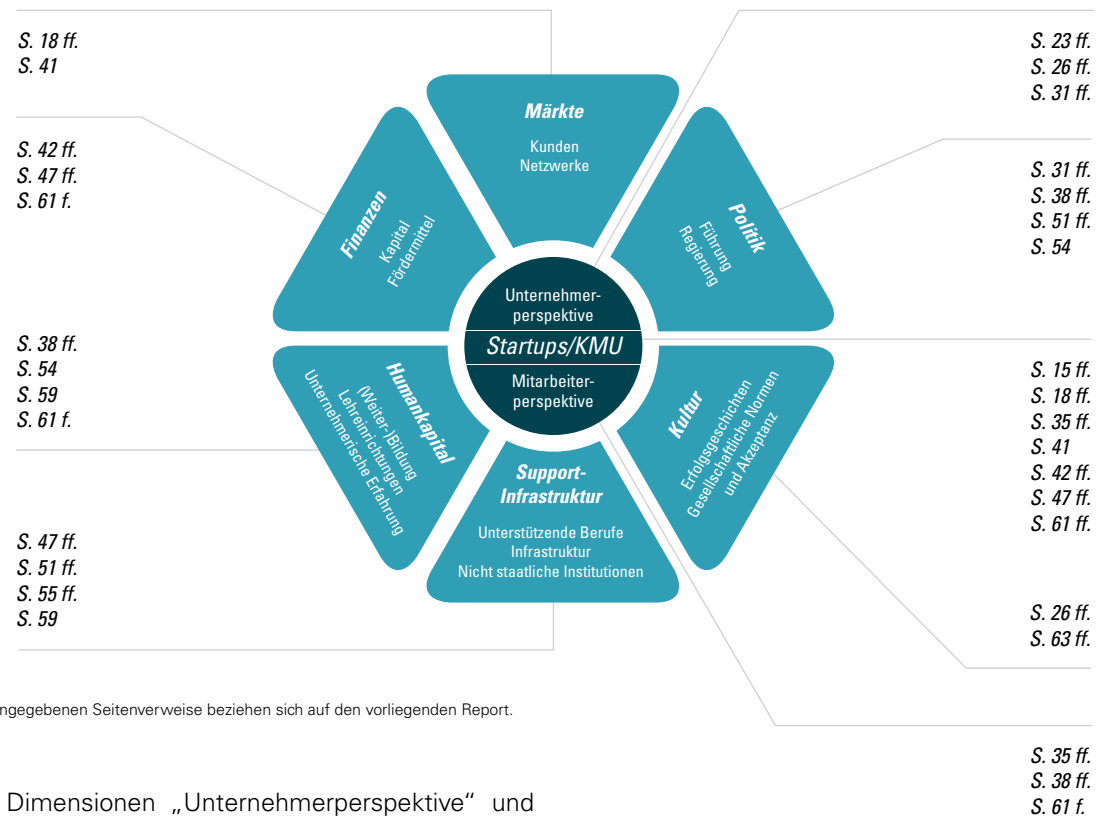 S. 18 ff.
S. 41
S. 42 ff.
S. 47 ff.
S. 61 f.
S. 38 ff.
S. 54
S. 59
S. 61 f.
S. 47 ff.
S. 51 ff.
S. 55 ff.
S. 59
Märkte
Kunden
Netzwerke
Finanzen
Kapital
Fördermittel
Politik
Führung
Regierung
Unternehmer-
perspektive
Startups/KMU
Mitarbeiter-
perspektive
Humankapital
(Weiter-)Bildung
Lehreinrichtungen
Unternehmerische Erfahrung
Kultur
Erfolgsgeschichten
Gesellschaftliche Normen
und Akzeptanz
Support-
Infrastruktur
Unterstützende Berufe
Infrastruktur
Nicht staatliche Institutionen
S. 23 ff.
S. 26 ff.
S. 31 ff.
S. 31 ff.
S. 38 ff.
S. 51 ff.
S. 54
S. 15 ff.
S. 18 ff.
S. 35 ff.
S. 41
S. 42 ff.
S. 47 ff.
S. 61 ff.
S. 26 ff.
S. 63 ff.
S. 35 ff.
S. 38 ff.
S. 61 f.
ngegebenen Seitenverweise beziehen sich auf den vorliegenden Report.
Dimensionen „Unternehmerperspektive" und